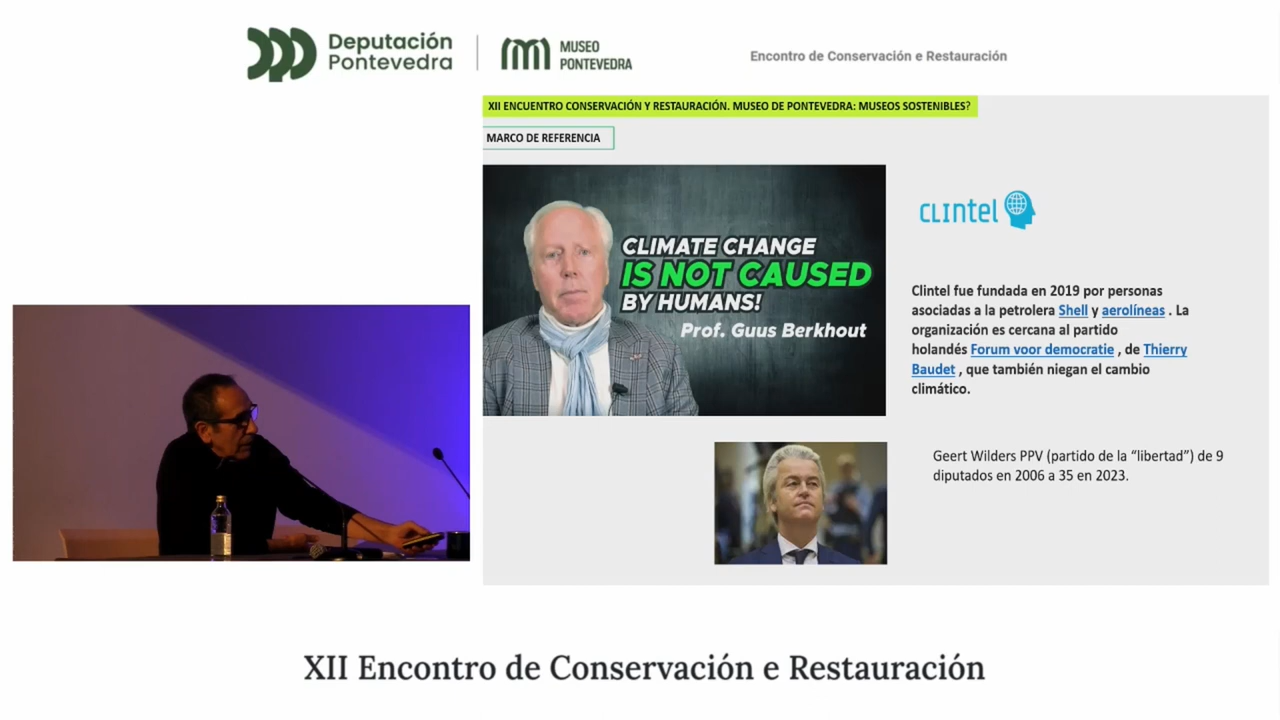 Deputación
Pontevedra
MUSEO
PONTEVEDRA
Encontro de Conservación e Restauración
XII ENCUENTRO CONSERVACIÓN Y RESTAURACIÓN. MUSEO DE PONTEVEDRA: MUSEOS SOSTENIBLES?
MARCO DE REFERENCIA
CLIMATE CHANGE
IS NOT CAUSED
BY HUMANS!
Prof. Guus Berkhout
CLINTEL
Clintel fue fundada en 2019 por personas
asociadas a la petrolera Shell y aerolíneas . La
organización es cercana al partido
holandés Forum voor democratie , de Thierry
Baudet , que también niegan el cambio
climático.
Geert Wilders PPV (partido de la “libertad”) de 9
diputados en 2006 a 35 en 2023.
XII Encontro de Conservación e Restauración